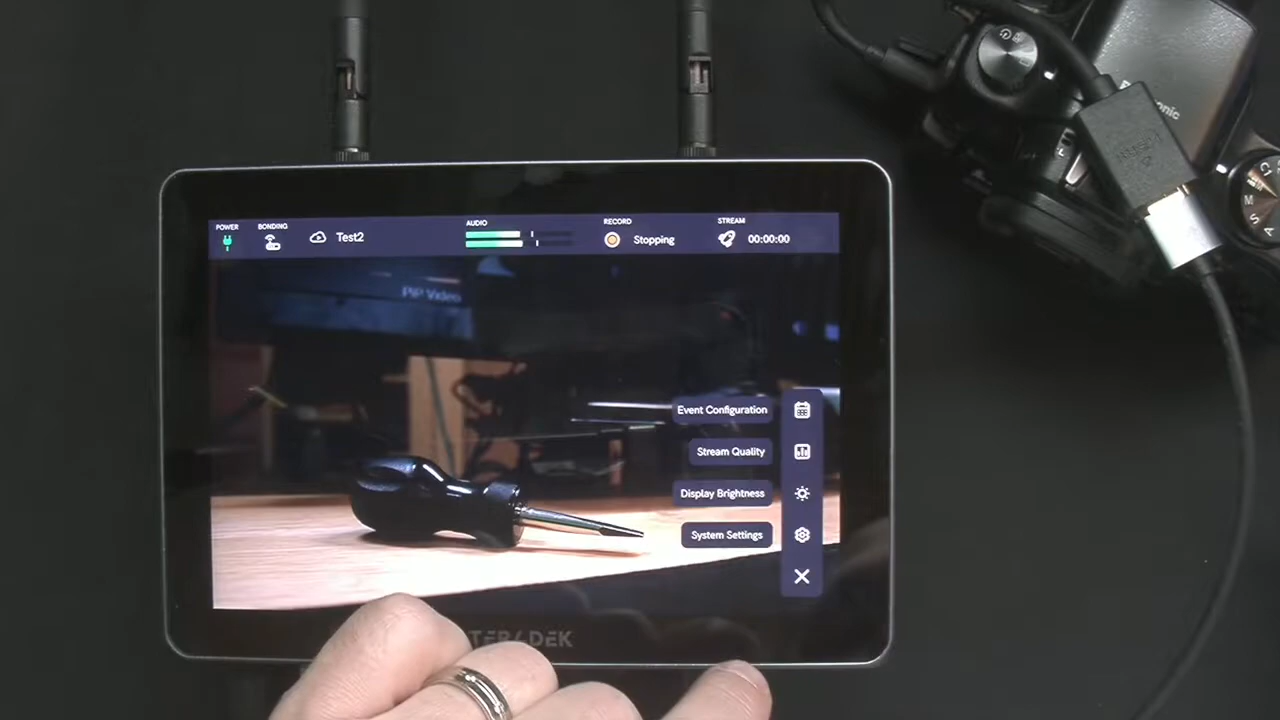 POWER
BONDING
Test2
AUDIO
RECORD
Stopping
STREAM
00:00:00
PiP Video
Event Configuration
Stream Quality
Display Brightness
System Settings
TERADEK
M
S
A